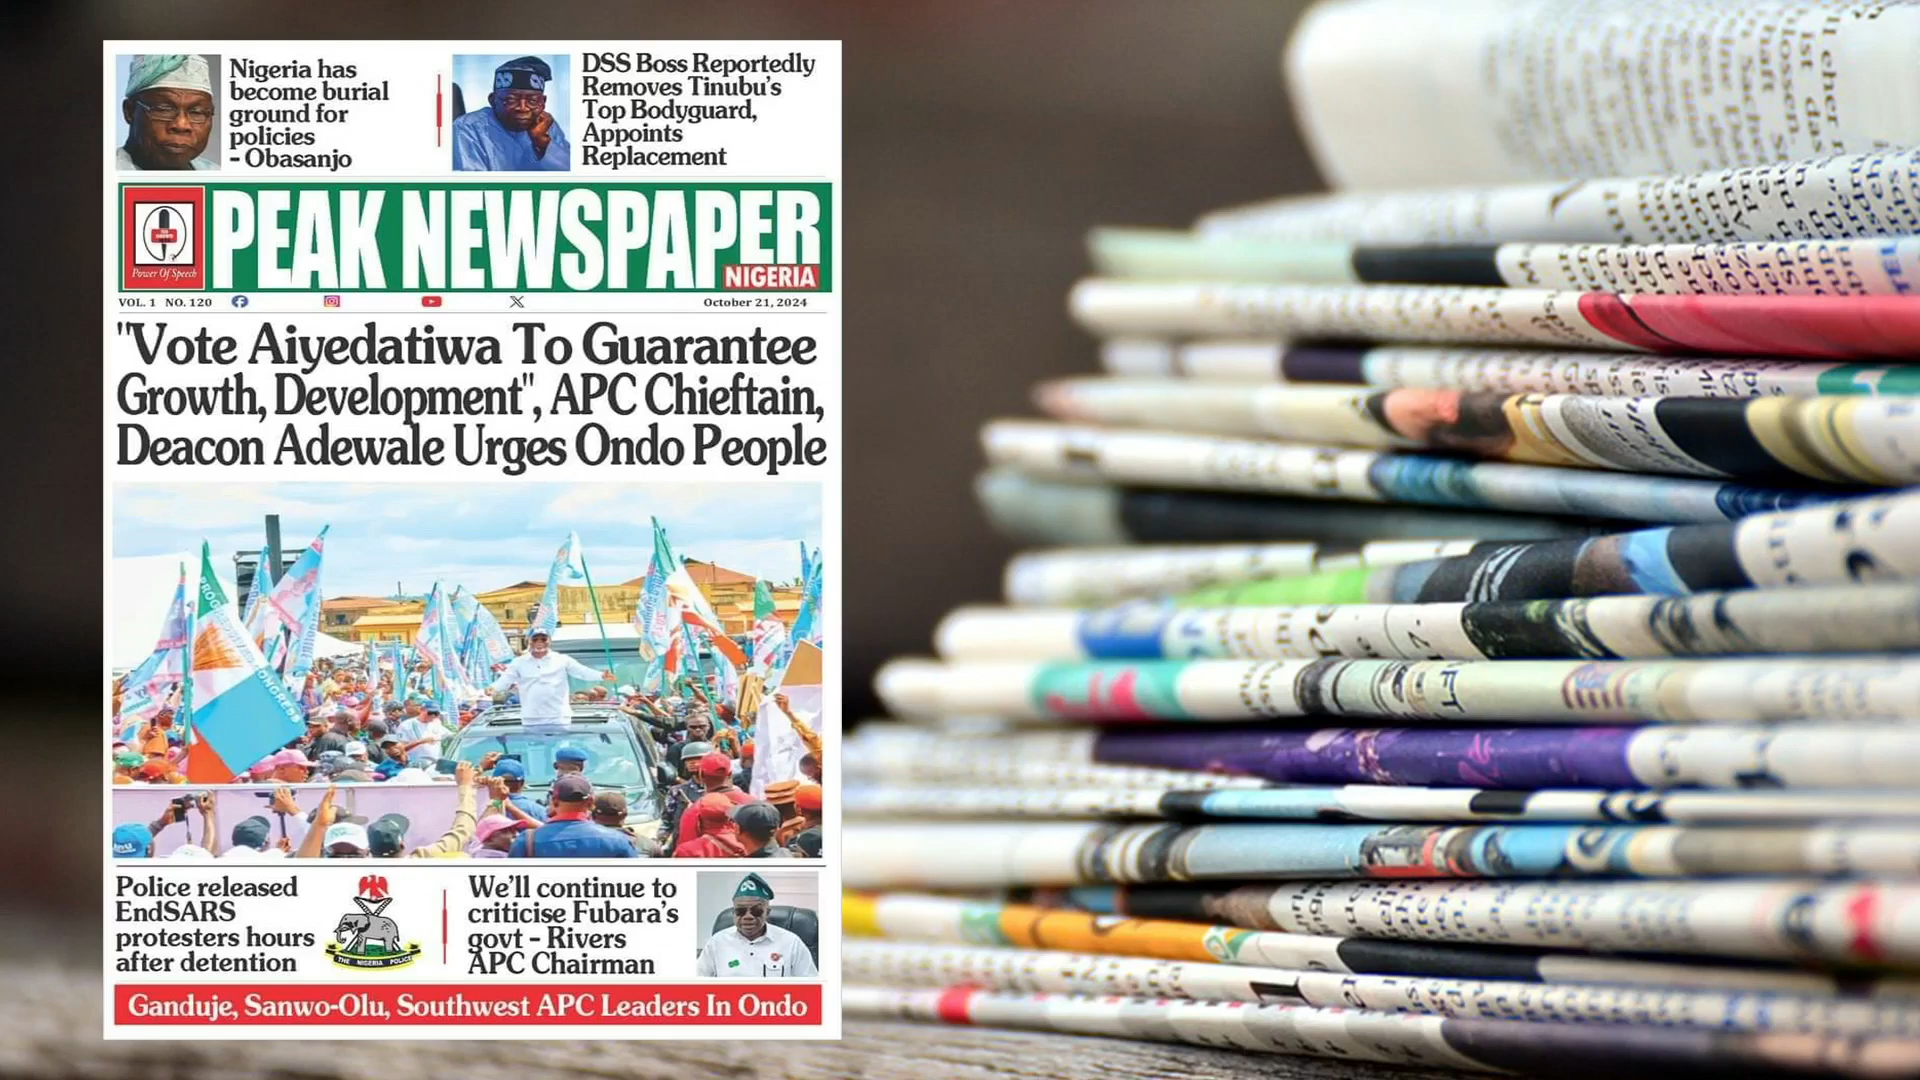 Nigeria has
become burial
ground for
policies
- Obasanjo
DSS Boss Reportedly
Removes Tinubu's
Top Bodyguard,
Appoints
Replacement
Power Of Speech
PEAK NEWSPAPER
NIGERIA
VOL. 1 NO. 120
October 21, 2024
"Vote Aiyedatiwa To Guarantee
Growth, Development", APC Chieftain,
Deacon Adewale Urges Ondo People
Police released
EndSARS
protesters hours
after detention
THE NIGERIA POLICE
We'll continue to
criticise Fubara's
govt - Rivers
APC Chairman
Ganduje, Sanwo-Olu, Southwest APC Leaders In Ondo